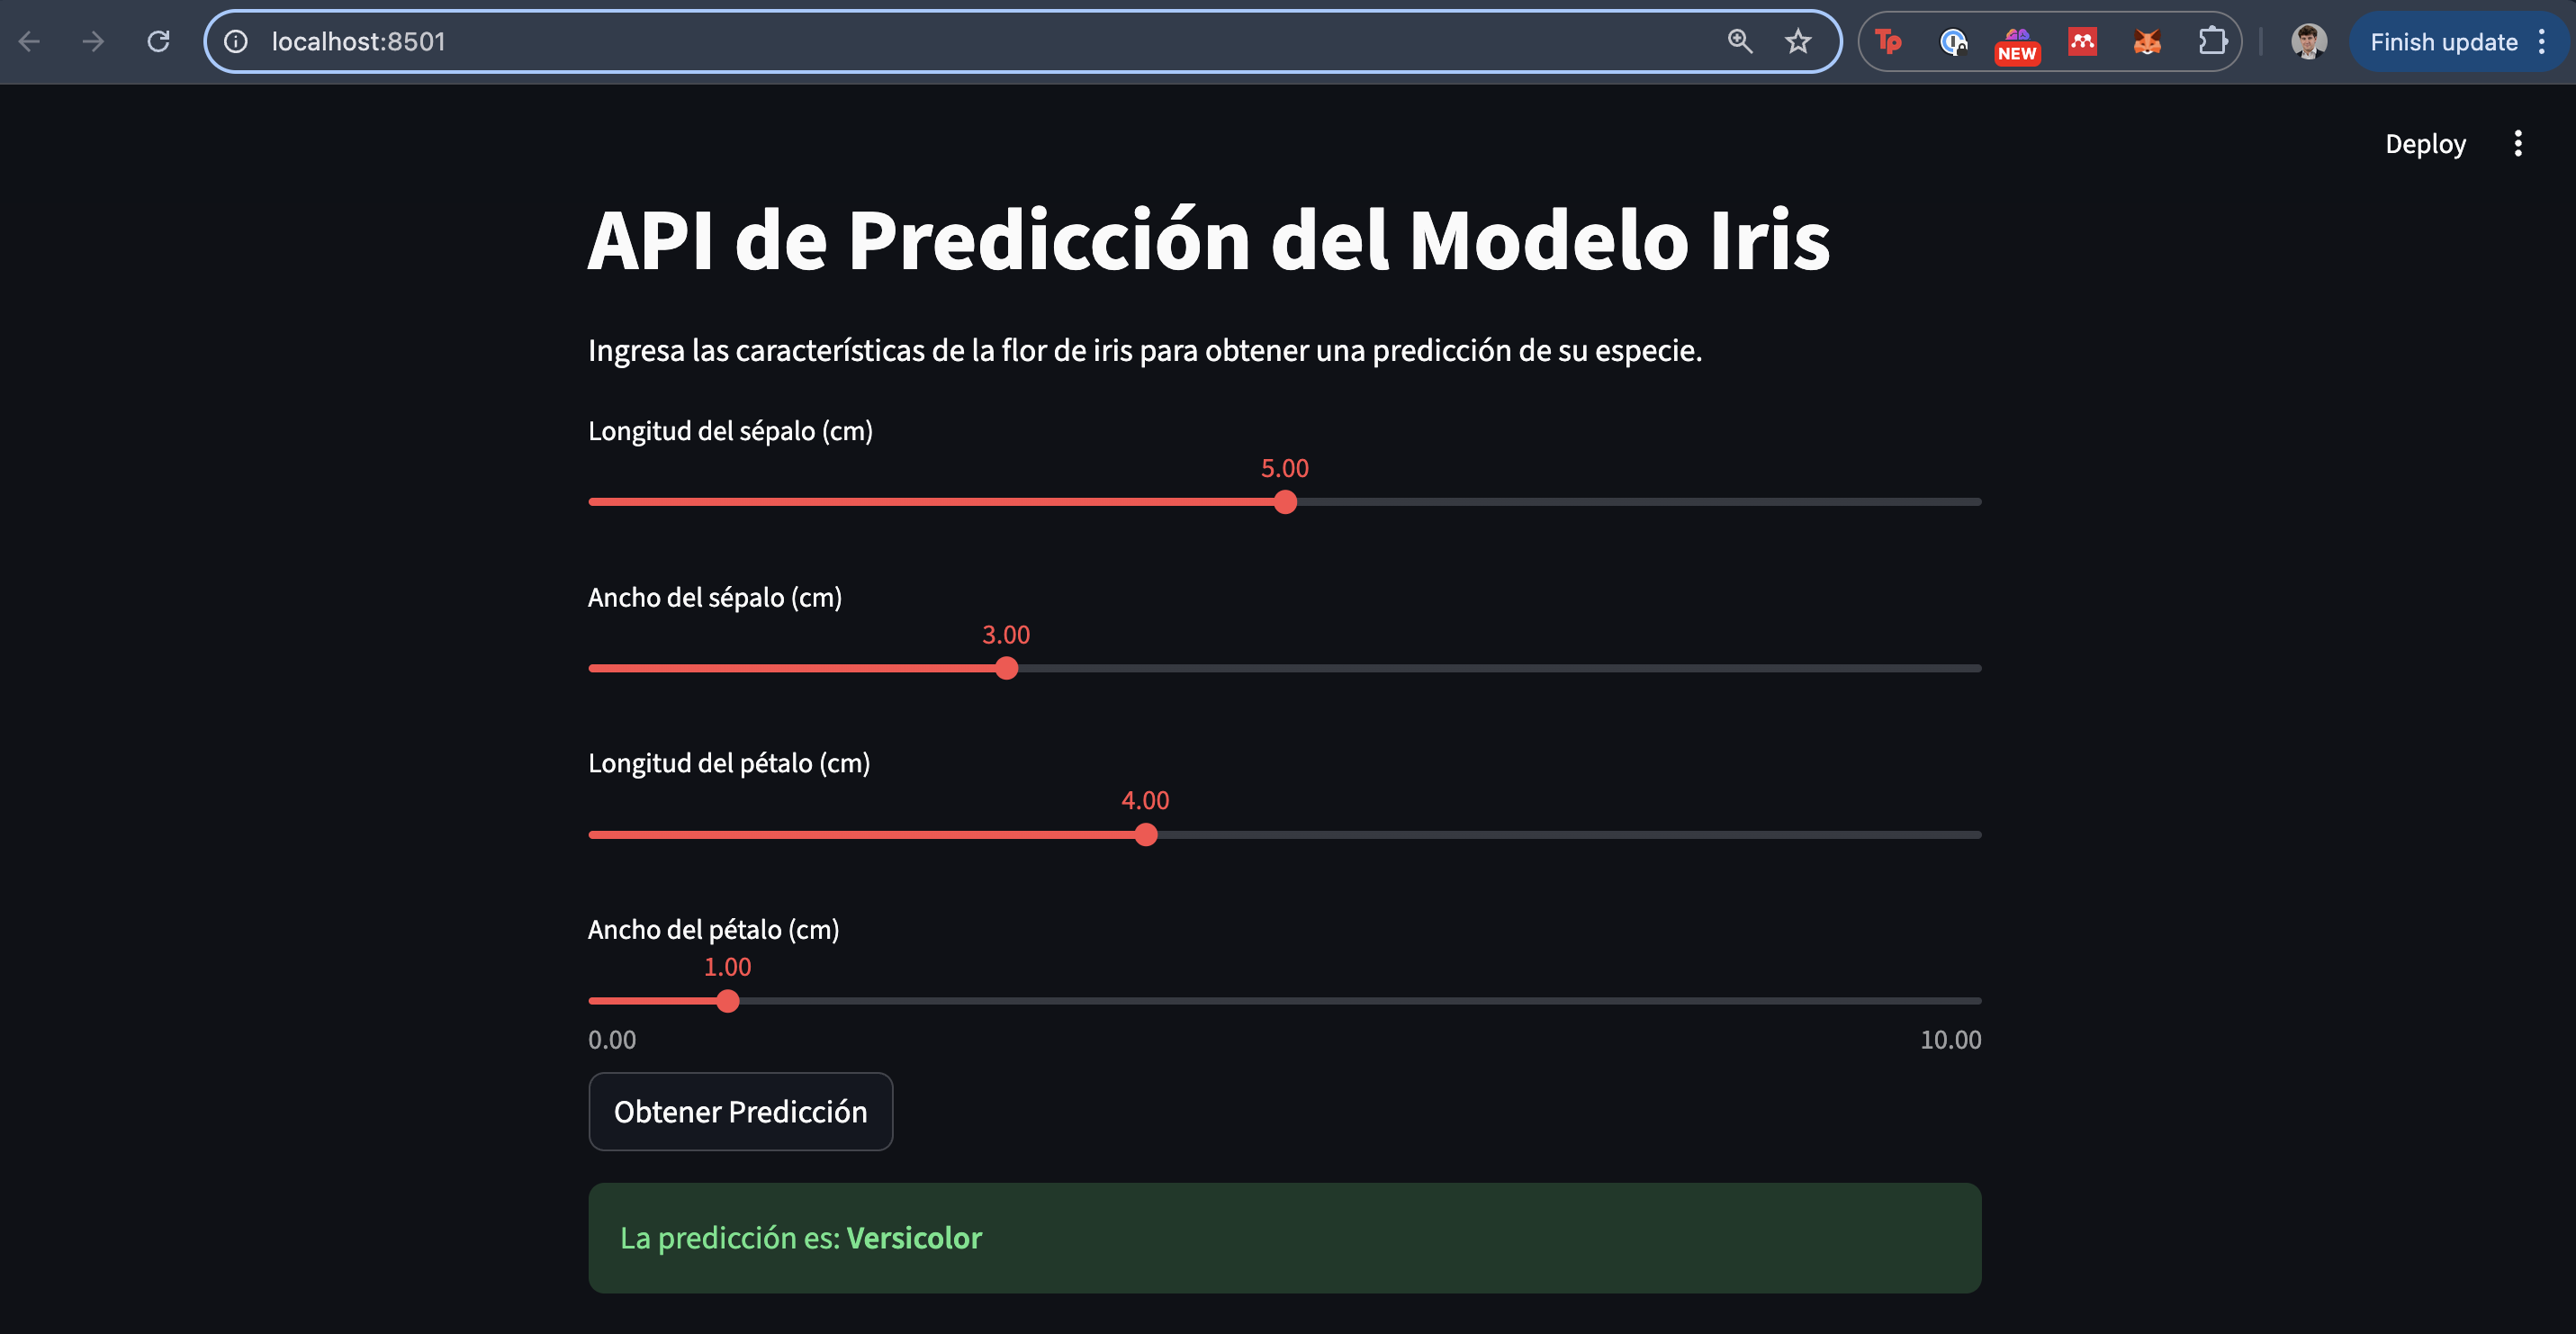 localhost:8501
Tp
NEW
Finish update
Deploy
API de Predicción del Modelo Iris
Ingresa las características de la flor de iris para obtener una predicción de su especie.
Longitud del sépalo (cm)
5.00
Ancho del sépalo (cm)
3.00
Longitud del pétalo (cm)
4.00
Ancho del pétalo (cm)
1.00
0.00 10.00
Obtener Predicción
La predicción es: Versicolor